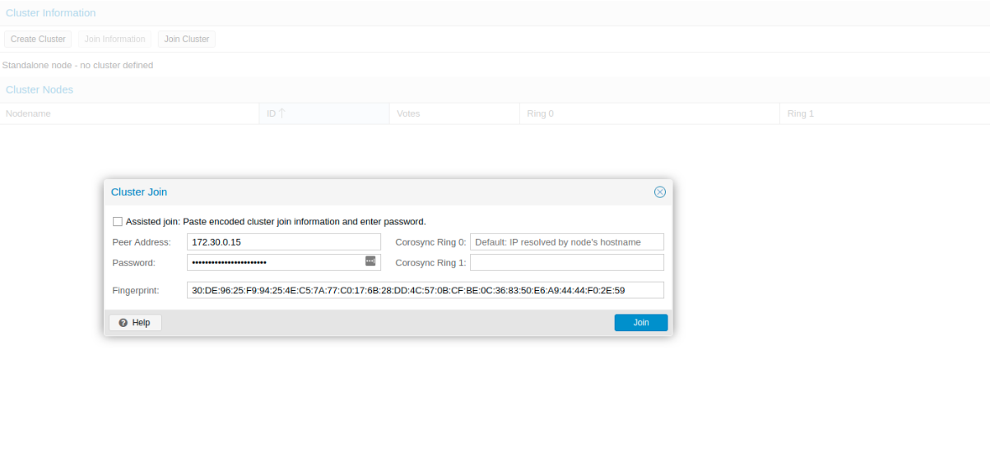 Cluster Information
Create Cluster Join Information Join Cluster
Standalone node - no cluster defined
Cluster Nodes
Nodename ID ↑ Votes Ring 0 Ring 1
Cluster Join
Assisted join: Paste encoded cluster join information and enter password.
Peer Address: 172.30.0.15 Corosync Ring 0: Default: IP resolved by node's hostname
Password: ••••••••••••••••••••••• Corosync Ring 1:
Fingerprint: 30:DE:96:25:F9:94:25:4E:C5:7A:77:C0:17:6B:28:DD:4C:57:0B:CF:BE:0C:36:83:50:E6:A9:44:44:F0:2E:59
Help Join